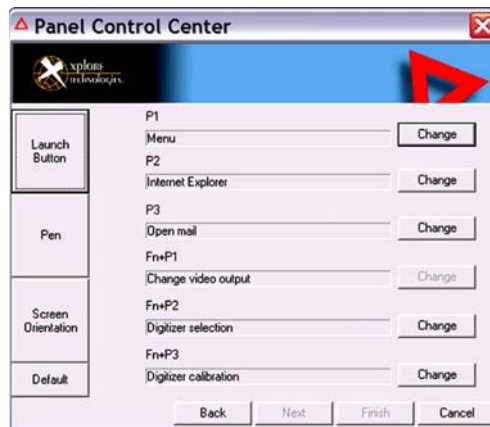 Panel Control Center
xplore
technologies.
Launch
Button
Pen
Screen
Orientation
Default
P1
Menu
Change
P2
Internet Explorer
Change
P3
Open mail
Change
Fn+P1
Change video output
Change
Fn+P2
Digitizer selection
Change
Fn+P3
Digitizer calibration
Change
Back
Next
Finish
Cancel